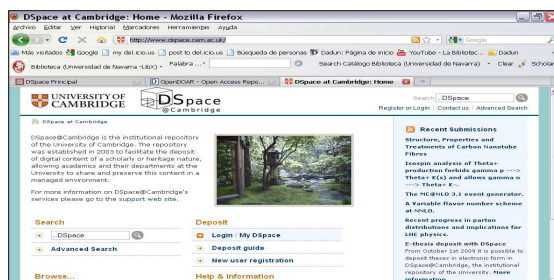 DSpace at Cambridge: Home - Mozilla Firefox
Archivo Editar Ver Historial Marcadores Herramientas Ayuda
http://www.dspace.cam.ac.uk/
Google
Más visitados Google my del.icio.us post to del.icio.us Búsqueda de personas Dadun: Página de inicio YouTube - La Bibliotec... Dadun
Biblioteca (Universidad de Navarra -LibX) Palabra ... Search Catálogo Biblioteca (Universidad de Navarra) Clear Scholar
DSpace Principal OpenDOAR - Open Access Repo... DSpace at Cambridge: Home
UNIVERSITY OF CAMBRIDGE
DSpace @Cambridge
Search ..DSpace
Register or Login Contact us Advanced Search
DSpace at Cambridge
DSpace@Cambridge is the institutional repository
of the University of Cambridge. The repository
was established in 2003 to facilitate the deposit
of digital content of a scholarly or heritage nature,
allowing academics and their departments at the
University to share and preserve this content in a
managed environment.
For more information on DSpace@Cambridge's
services please go to the support web site.
Search
..DSpace
Advanced Search
Browse...
Deposit
Login / My DSpace
Deposit guide
New user registration
Help & information
Recent Submissions
Structure, Properties and
Treatments of Carbon Nanotube
Fibres
Isospin analysis of Theta+
production forbids gamma p --->
Theta+ K(s) and allows gamma n
---> Theta+ K-.
The MC@NLO 3.1 event generator.
A Variable flavor number scheme
at NNLO.
Recent progress in parton
distributions and implications for
LHC physics.
E-thesis deposit with DSpace
From October 1st 2009 it is possible to
deposit theses in electronic form in
DSpace@Cambridge, the institutional
repository of the university. More
information